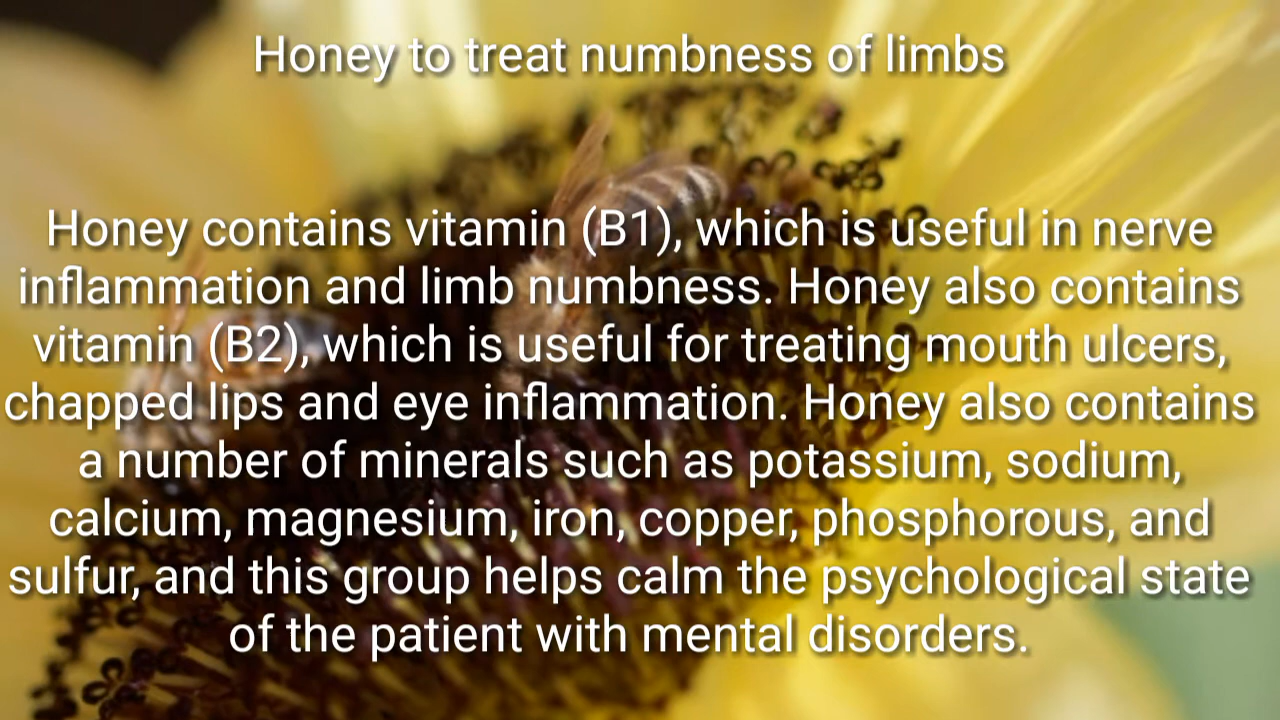 Honey to treat numbness of limbs
Honey contains vitamin (B1), which is useful in nerve
inflammation and limb numbness. Honey also contains
vitamin (B2), which is useful for treating mouth ulcers,
chapped lips and eye inflammation. Honey also contains
a number of minerals such as potassium, sodium,
calcium, magnesium, iron, copper, phosphorous, and
sulfur, and this group helps calm the psychological state
of the patient with mental disorders.